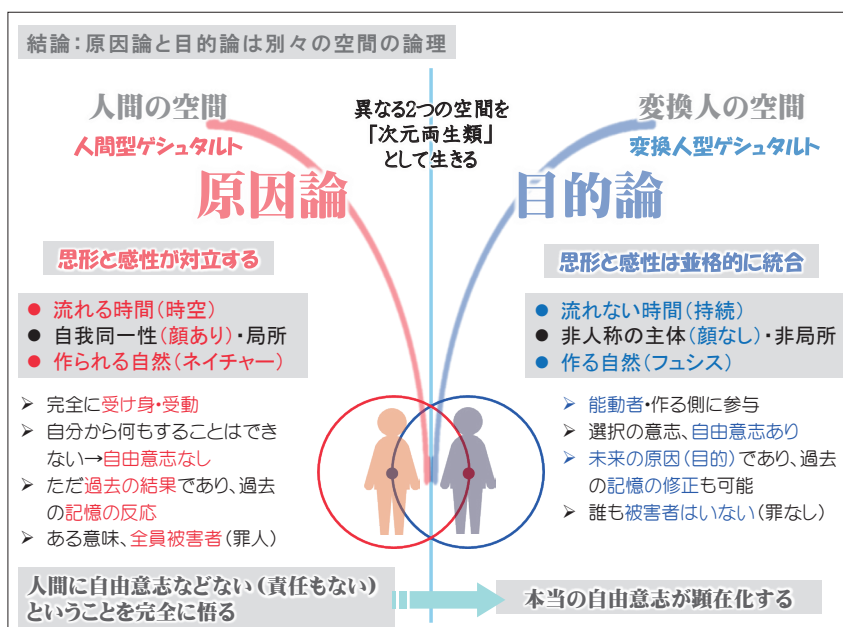 結論：原因論と目的論は別々の空間の論理
人間の空間
人間型ゲシュタルト
原因論
異なる2つの空間を
「次元両生類」
として生きる
変換人の空間
変換人型ゲシュタルト
目的論
思形と感性が対立する
● 流れる時間（時空）
● 自我同一性（顔あり）・局所
● 作られる自然（ネイチャー）
➢ 完全に受け身・受動
➢ 自分から何もすることはでき
ない→自由意志なし
➢ ただ過去の結果であり、過去
の記憶の反応
➢ ある意味、全員被害者（罪人）
思形と感性は並格的に統合
● 流れない時間（持続）
● 非人称の主体（顔なし）・非局所
● 作る自然（フュシス）
➢ 能動者・作る側に参与
➢ 選択の意志、自由意志あり
➢ 未来の原因（目的）であり、過去
の記憶の修正も可能
➢ 誰も被害者はいない（罪なし）
人間に自由意志などない（責任もない）
ということを完全に悟る
本当の自由意志が顕在化する